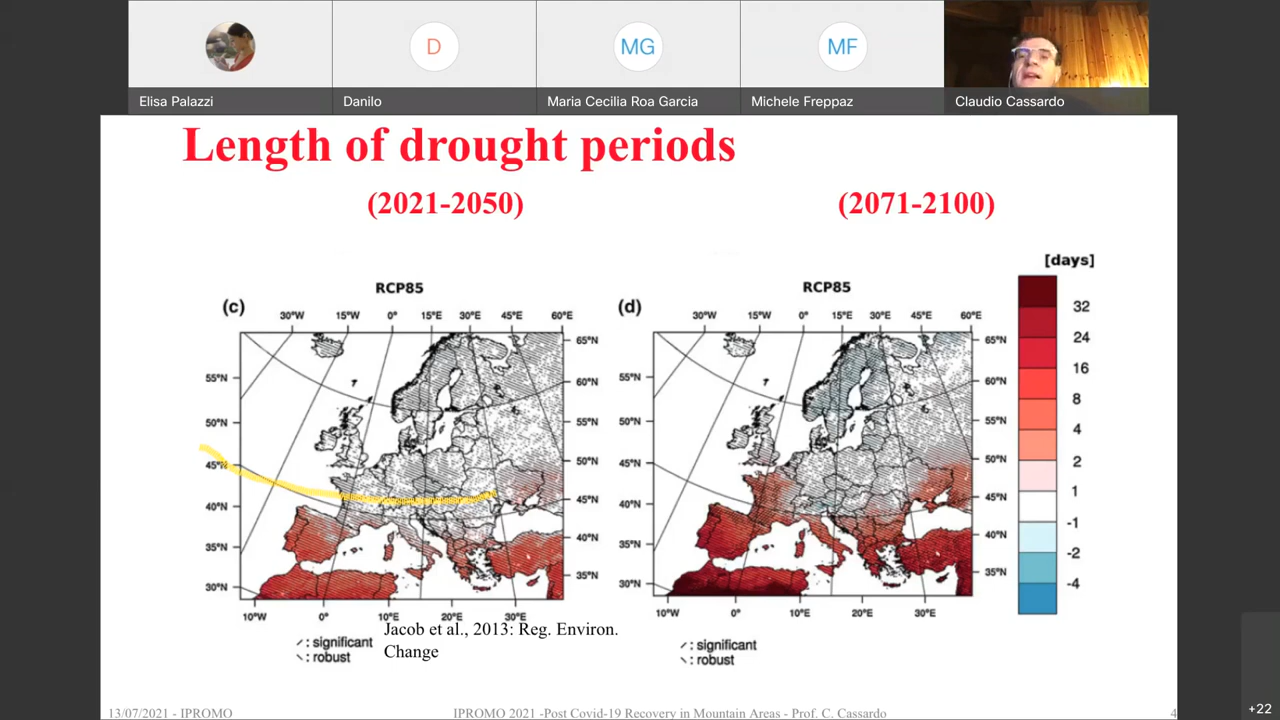 D
MG
MF
Elisa Palazzi
Danilo
Maria Cecilia Roa Garcia
Michele Freppaz
Claudio Cassardo
Length of drought periods
(2021-2050)
(2071-2100)
[days]
RCP85
RCP85
(c)
(d)
30°W 15°W 0° 15°E 30°E 45°E 60°E
30°W 15°W 0° 15°E 30°E 45°E 60°E
65°N
60°N
55°N
50°N
45°N
40°N
35°N
55°N
50°N
45°N
40°N
35°N
30°N
10°W 0° 10°E 20°E 30°E
65°N
60°N
55°N
50°N
45°N
40°N
35°N
55°N
50°N
45°N
40°N
35°N
30°N
10°W 0° 10°E 20°E 30°E
32
24
16
8
4
2
1
-1
-2
-4
: significant
: robust
Jacob et al., 2013: Reg. Environ.
Change
: significant
: robust
13/07/2021 - IPROMO
IPROMO 2021 -Post Covid-19 Recovery in Mountain Areas - Prof. C. Cassardo
4
+22